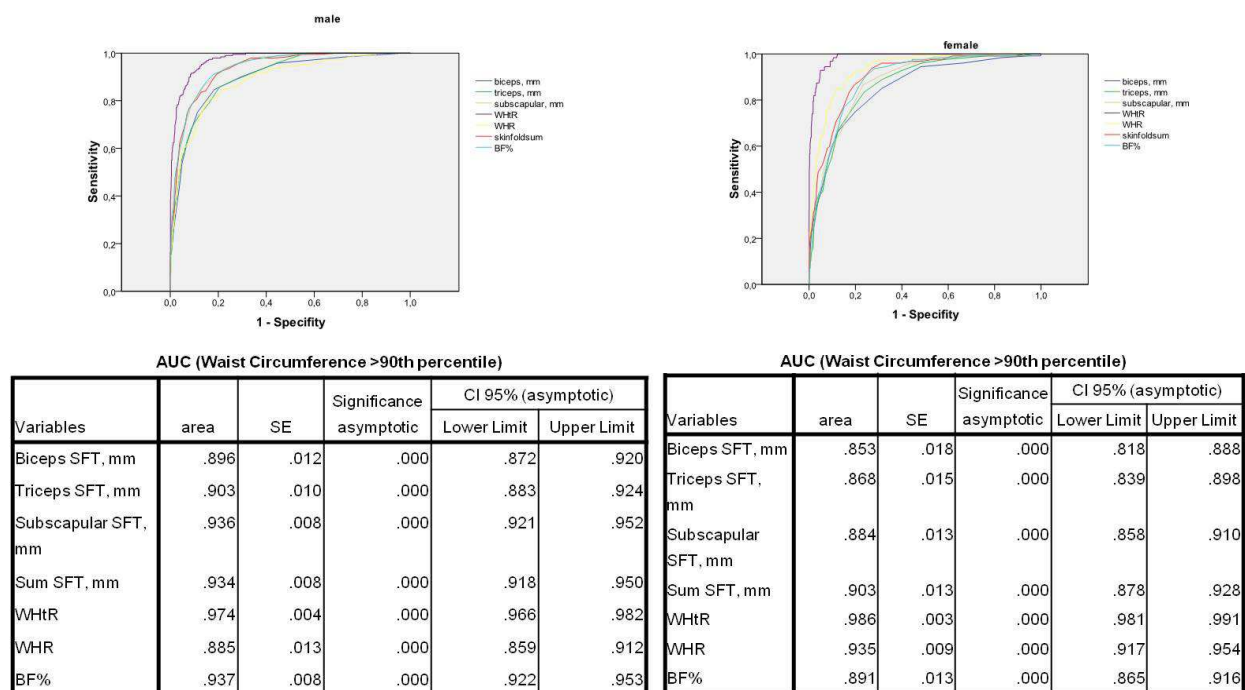 male
1,0
0,8
0,6
0,4
0,2
0,0
Sensitivity
0,0 0,2 0,4 0,6 0,8 1,0
1 - Specifity
biceps, mm
triceps, mm
subscapular, mm
WHtR
WHR
skinfoldsum
BF%
female
1,0
0,8
0,6
0,4
0,2
0,0
Sensitivity
0,0 0,2 0,4 0,6 0,8 1,0
1 - Specifity
biceps, mm
triceps, mm
subscapular, mm
WHtR
WHR
skinfoldsum
BF%
AUC (Waist Circumference >90th percentile)
Variables area SE Significance asymptotic CI 95% (asymptotic)
Lower Limit Upper Limit
Biceps SFT, mm .896 .012 .000 .872 .920
Triceps SFT, mm .903 .010 .000 .883 .924
Subscapular SFT, mm .936 .008 .000 .921 .952
Sum SFT, mm .934 .008 .000 .918 .950
WHtR .974 .004 .000 .966 .982
WHR .885 .013 .000 .859 .912
BF% .937 .008 .000 .922 .953
AUC (Waist Circumference >90th percentile)
Variables area SE Significance asymptotic CI 95% (asymptotic)
Lower Limit Upper Limit
Biceps SFT, mm .853 .018 .000 .818 .888
Triceps SFT, mm .868 .015 .000 .839 .898
Subscapular SFT, mm .884 .013 .000 .858 .910
Sum SFT, mm .903 .013 .000 .878 .928
WHtR .986 .003 .000 .981 .991
WHR .935 .009 .000 .917 .954
BF% .891 .013 .000 .865 .916